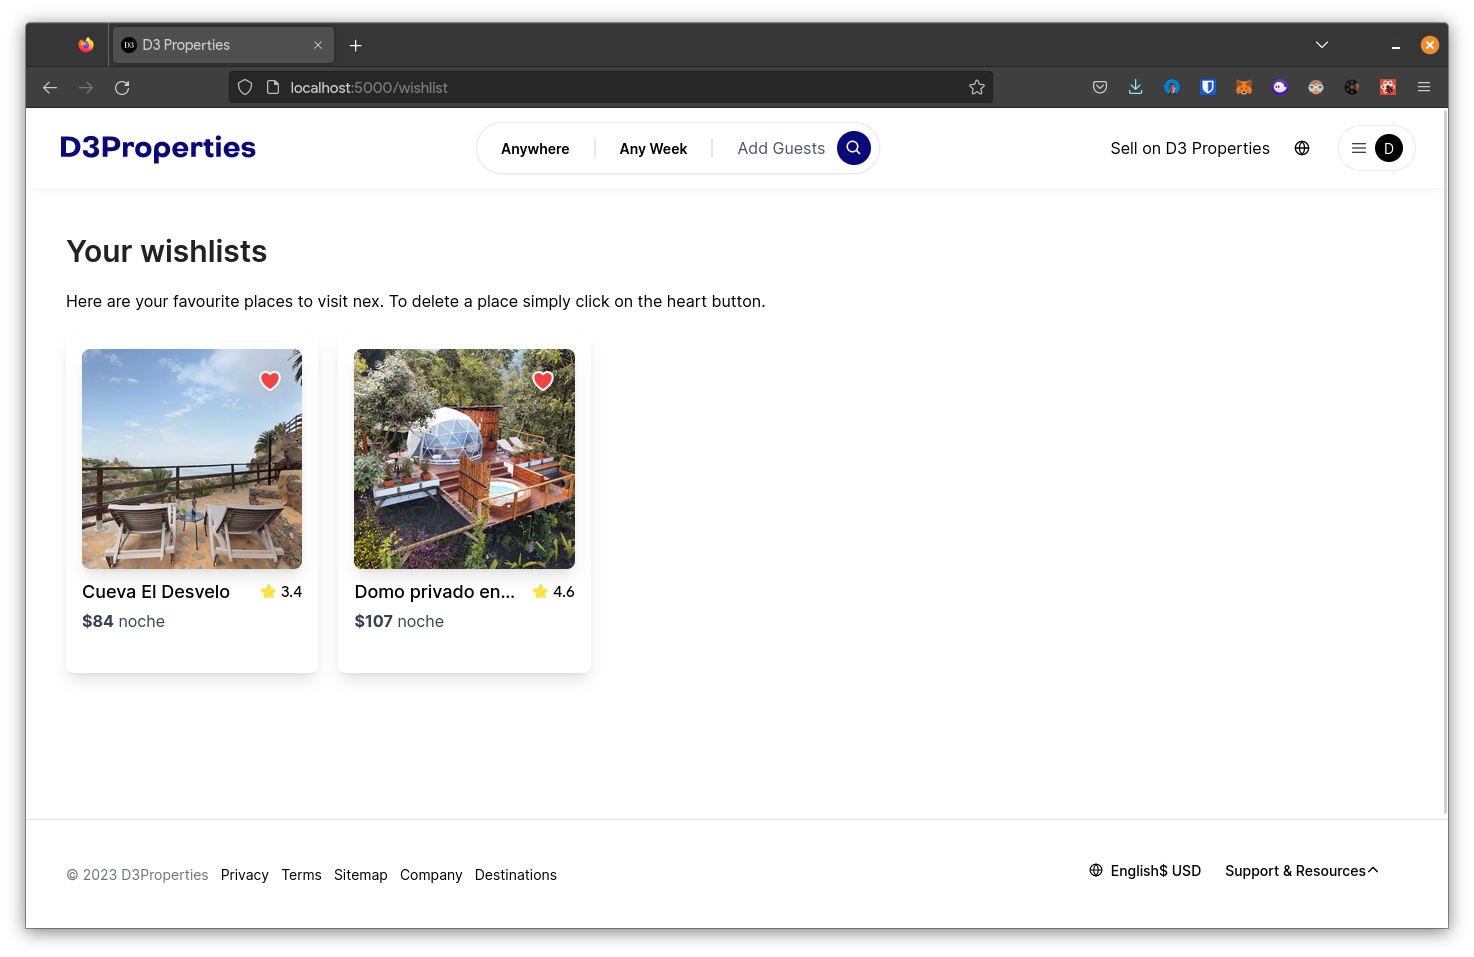 D3 D3 Properties
localhost:5000/wishlist
D3Properties
Anywhere
Any Week
Add Guests
Sell on D3 Properties
D
Your wishlists
Here are your favourite places to visit nex. To delete a place simply click on the heart button.
Cueva El Desvelo 3.4
$84 noche
Domo privado en... 4.6
$107 noche
© 2023 D3Properties Privacy Terms Sitemap Company Destinations
English$ USD Support & Resources